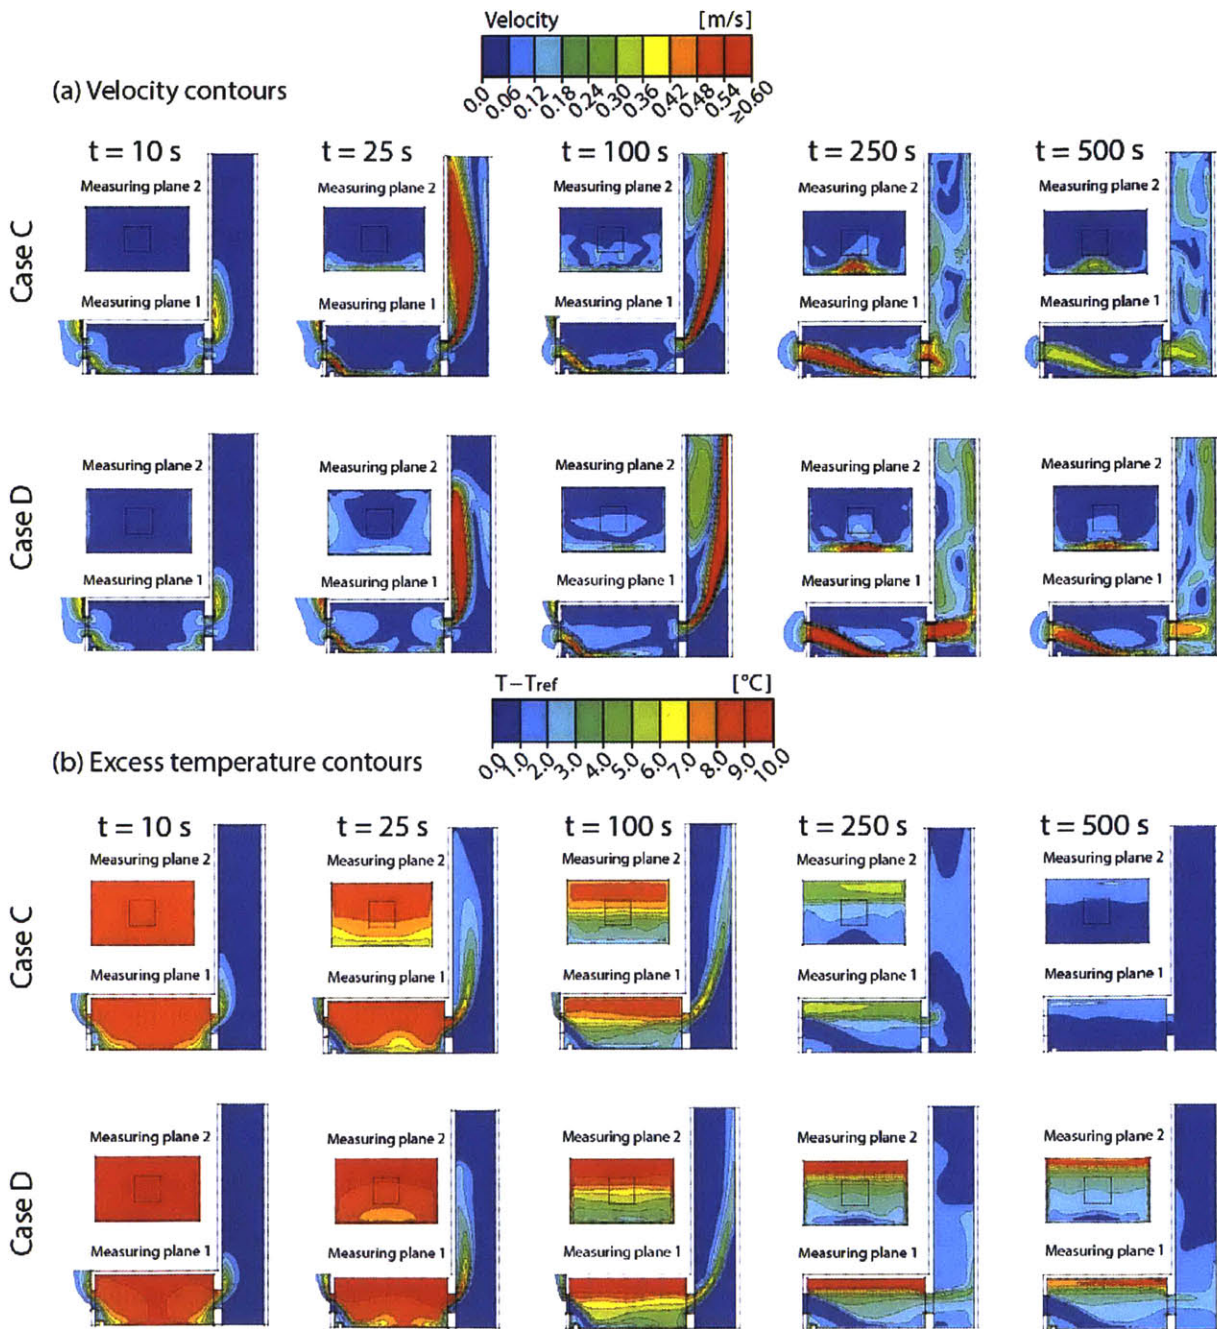 Velocity [m/s]
0.0 0.06 0.12 0.18 0.24 0.30 0.36 0.42 0.48 0.54 ≥0.60
(a) Velocity contours
t = 10 s t = 25 s t = 100 s t = 250 s t = 500 s
Case C
Measuring plane 2 Measuring plane 2 Measuring plane 2 Measuring plane 2 Measuring plane 2
Measuring plane 1 Measuring plane 1 Measuring plane 1 Measuring plane 1 Measuring plane 1
Case D
Measuring plane 2 Measuring plane 2 Measuring plane 2 Measuring plane 2 Measuring plane 2
Measuring plane 1 Measuring plane 1 Measuring plane 1 Measuring plane 1 Measuring plane 1
T−Tref [°C]
0.0 1.0 2.0 3.0 4.0 5.0 6.0 7.0 8.0 9.0 10.0
(b) Excess temperature contours
t = 10 s t = 25 s t = 100 s t = 250 s t = 500 s
Case C
Measuring plane 2 Measuring plane 2 Measuring plane 2 Measuring plane 2 Measuring plane 2
Measuring plane 1 Measuring plane 1 Measuring plane 1 Measuring plane 1 Measuring plane 1
Case D
Measuring plane 2 Measuring plane 2 Measuring plane 2 Measuring plane 2 Measuring plane 2
Measuring plane 1 Measuring plane 1 Measuring plane 1 Measuring plane 1 Measuring plane 1